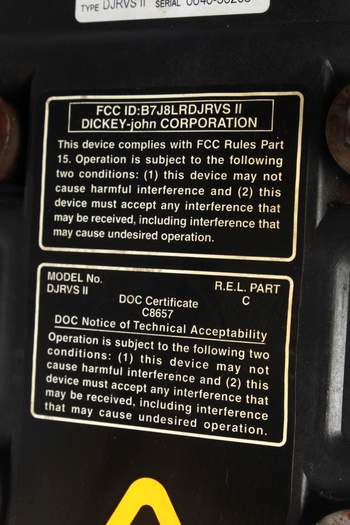 TYPE DJRVS II SERIAL
FCC ID:B7J8LRDJRVS II
DICKEY-john CORPORATION
This device complies with FCC Rules Part
15. Operation is subject to the following
two conditions: (1) this device may not
cause harmful interference and (2) this
device must accept any interference that
may be received, including interference that
may cause undesired operation.
MODEL No. R.E.L. PART
DJRVS II C
DOC Certificate
C8657
DOC Notice of Technical Acceptability
Operation is subject to the following two
conditions: (1) this device may not
cause harmful interference and (2) this
device must accept any interference that
may be received, including interference
that may cause undesired operation.